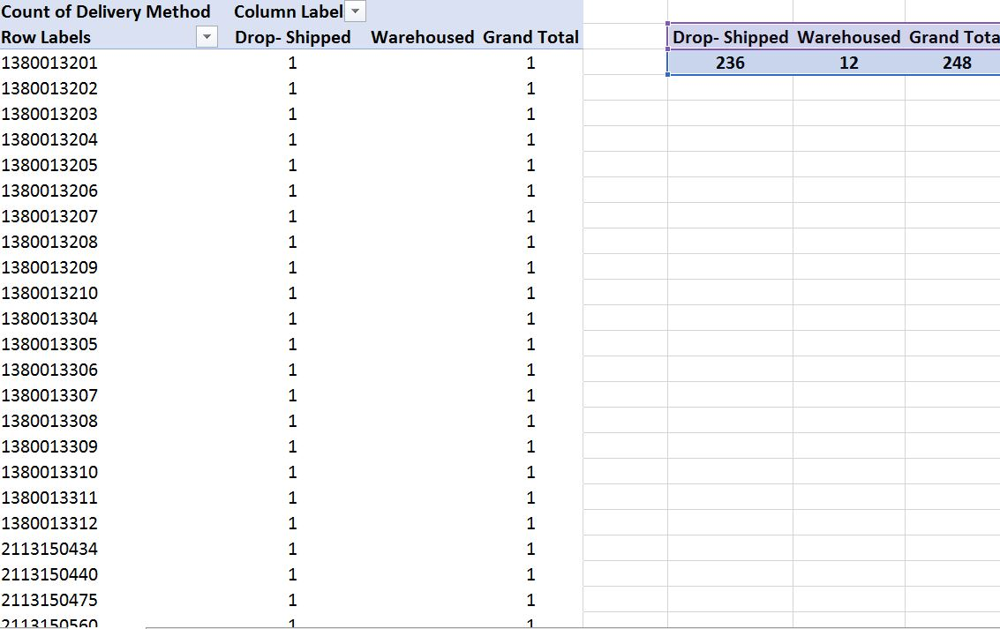 Count of Delivery Method Column Label
Row Labels Drop- Shipped Warehoused Grand Total
1380013201 1 1
1380013202 1 1
1380013203 1 1
1380013204 1 1
1380013205 1 1
1380013206 1 1
1380013207 1 1
1380013208 1 1
1380013209 1 1
1380013210 1 1
1380013304 1 1
1380013305 1 1
1380013306 1 1
1380013307 1 1
1380013308 1 1
1380013309 1 1
1380013310 1 1
1380013311 1 1
1380013312 1 1
2113150434 1 1
2113150440 1 1
2113150475 1 1
2113150560 1 1
Drop- Shipped Warehoused Grand Tota
236 12 248